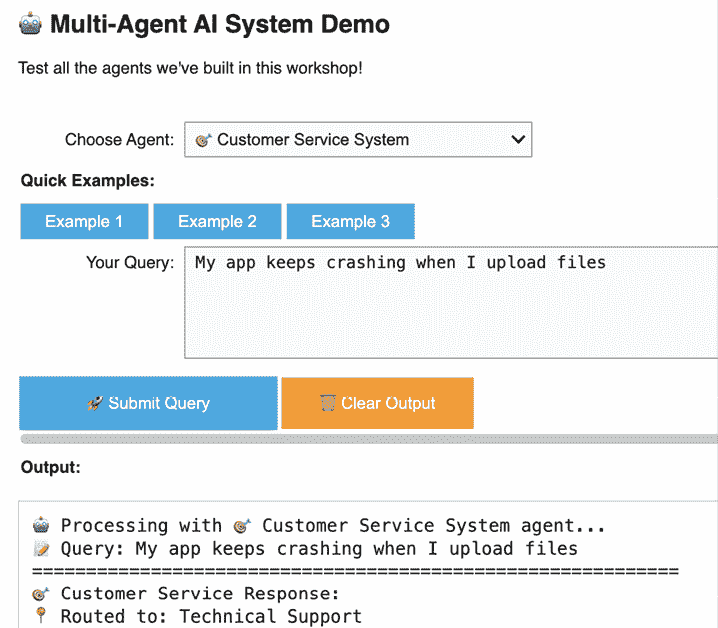 🤖 Multi-Agent AI System Demo
Test all the agents we've built in this workshop!
Choose Agent: 🎯 Customer Service System
Quick Examples:
Example 1 Example 2 Example 3
Your Query: My app keeps crashing when I upload files
🚀 Submit Query 🗑️ Clear Output
Output:
🤖 Processing with 🎯 Customer Service System agent...
📝 Query: My app keeps crashing when I upload files
============================================================
🎯 Customer Service Response:
📍 Routed to: Technical Support